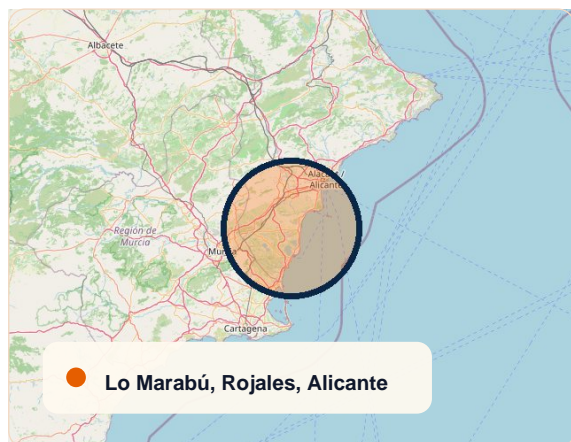 Albacete
Alacant /
Alicante
Región de
Murcia
Murcia
Cartagena
Lo Marabú, Rojales, Alicante